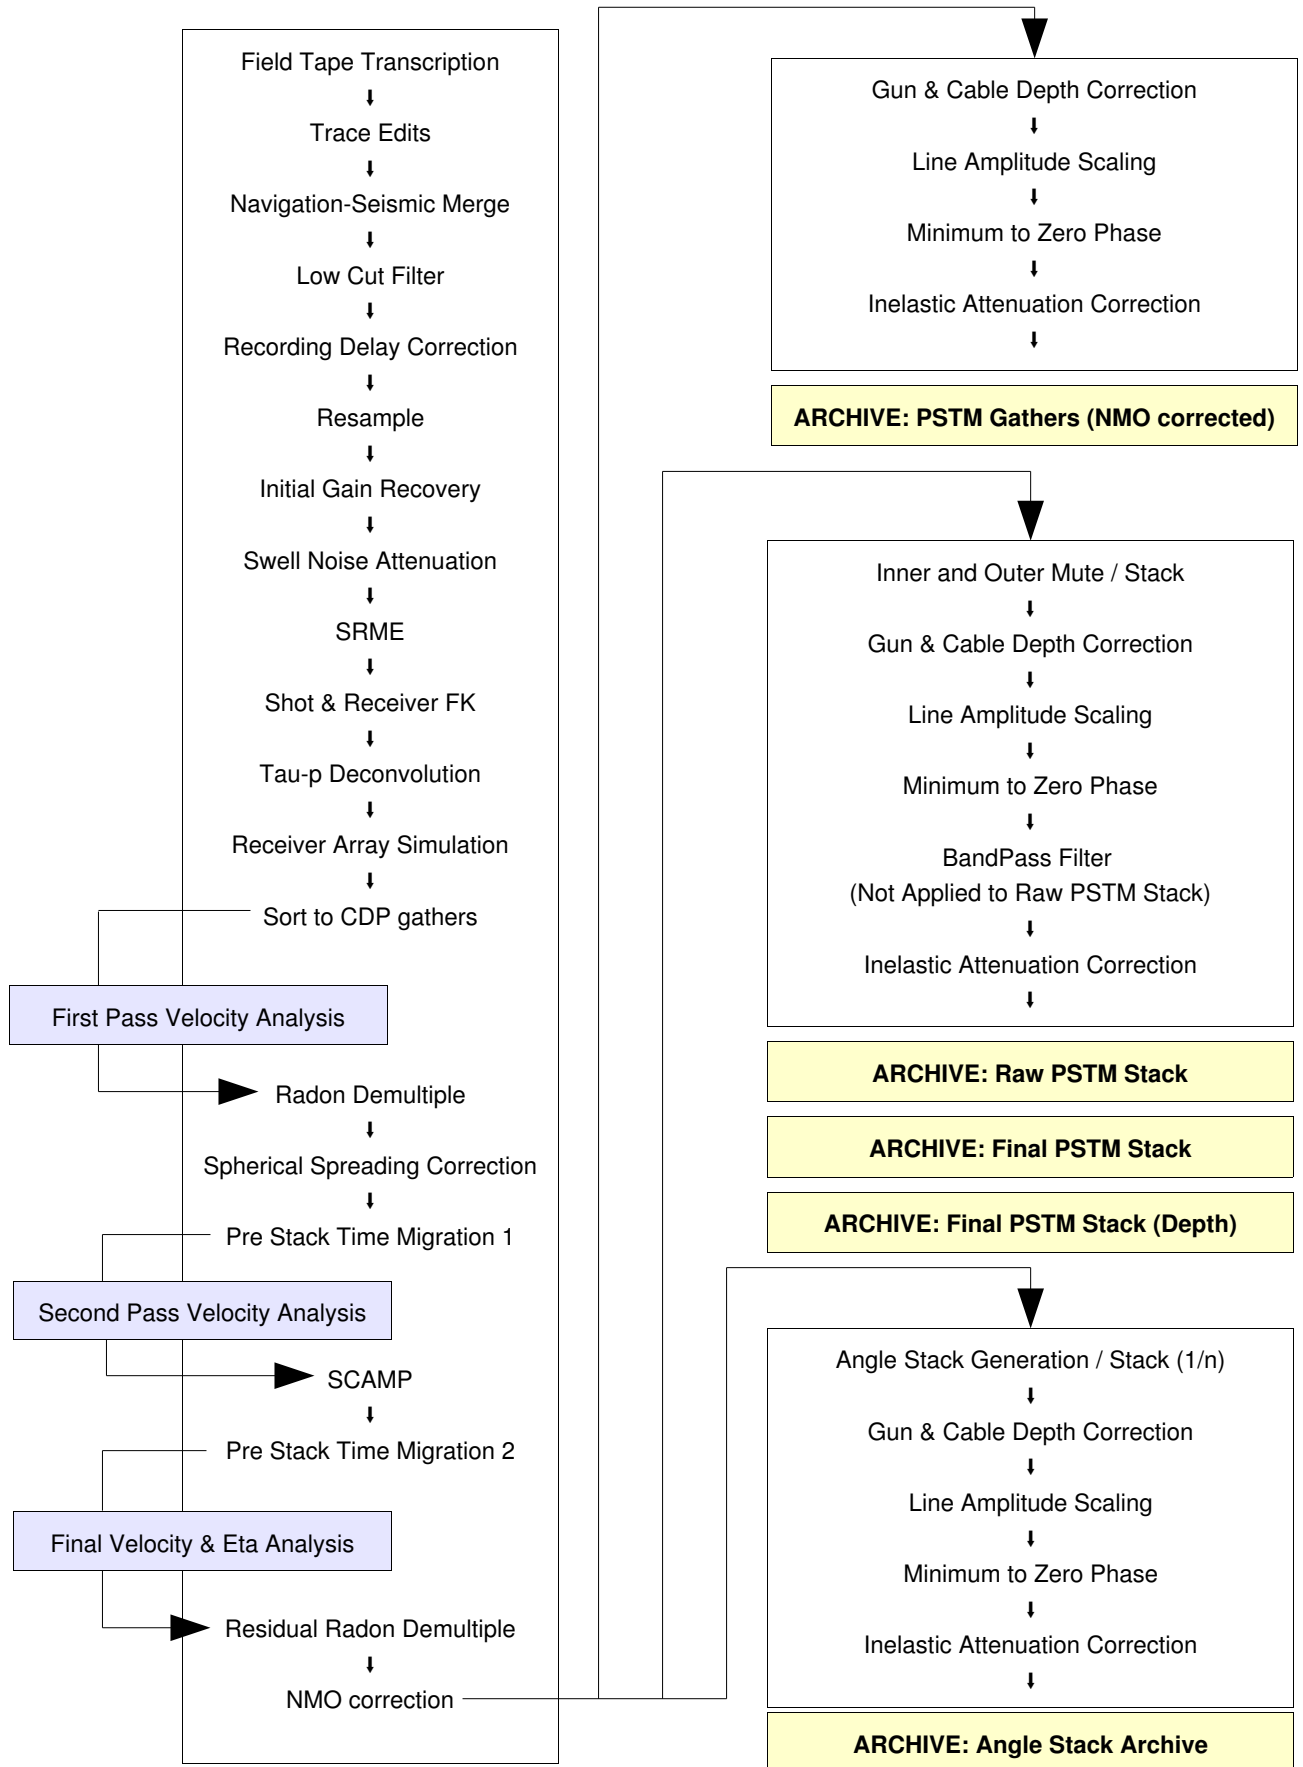 Field Tape Transcription
Trace Edits
Navigation-Seismic Merge
Low Cut Filter
Recording Delay Correction
Resample
Initial Gain Recovery
Swell Noise Attenuation
SRME
Shot & Receiver FK
Tau-p Deconvolution
Receiver Array Simulation
Sort to CDP gathers
First Pass Velocity Analysis
Radon Demultiple
Spherical Spreading Correction
Pre Stack Time Migration 1
Second Pass Velocity Analysis
SCAMP
Pre Stack Time Migration 2
Final Velocity & Eta Analysis
Residual Radon Demultiple
NMO correction
Gun & Cable Depth Correction
Line Amplitude Scaling
Minimum to Zero Phase
Inelastic Attenuation Correction
ARCHIVE: PSTM Gathers (NMO corrected)
Inner and Outer Mute / Stack
Gun & Cable Depth Correction
Line Amplitude Scaling
Minimum to Zero Phase
BandPass Filter
(Not Applied to Raw PSTM Stack)
Inelastic Attenuation Correction
ARCHIVE: Raw PSTM Stack
ARCHIVE: Final PSTM Stack
ARCHIVE: Final PSTM Stack (Depth)
Angle Stack Generation / Stack (1/n)
Gun & Cable Depth Correction
Line Amplitude Scaling
Minimum to Zero Phase
Inelastic Attenuation Correction
ARCHIVE: Angle Stack Archive